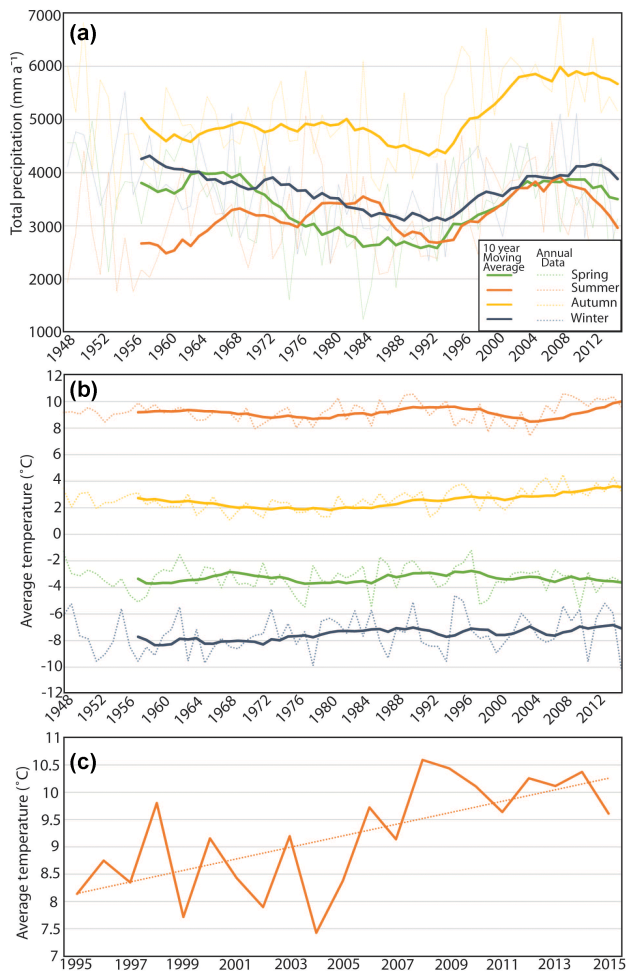 (a)
Total precipitation (mm a⁻¹)
7000
6000
5000
4000
3000
2000
1000
10 year
Moving
Average
Annual
Data
Spring
Summer
Autumn
Winter
1948 1952 1956 1960 1964 1968 1972 1976 1980 1984 1988 1992 1996 2000 2004 2008 2012
(b)
Average temperature (˚C)
12
10
8
6
4
2
0
-2
-4
-6
-8
-10
-12
1948 1952 1956 1960 1964 1968 1972 1976 1980 1984 1988 1992 1996 2000 2004 2008 2012
(c)
Average temperature (˚C)
11
10.5
10
9.5
9
8.5
8
7.5
7
1995 1997 1999 2001 2003 2005 2007 2009 2011 2013 2015